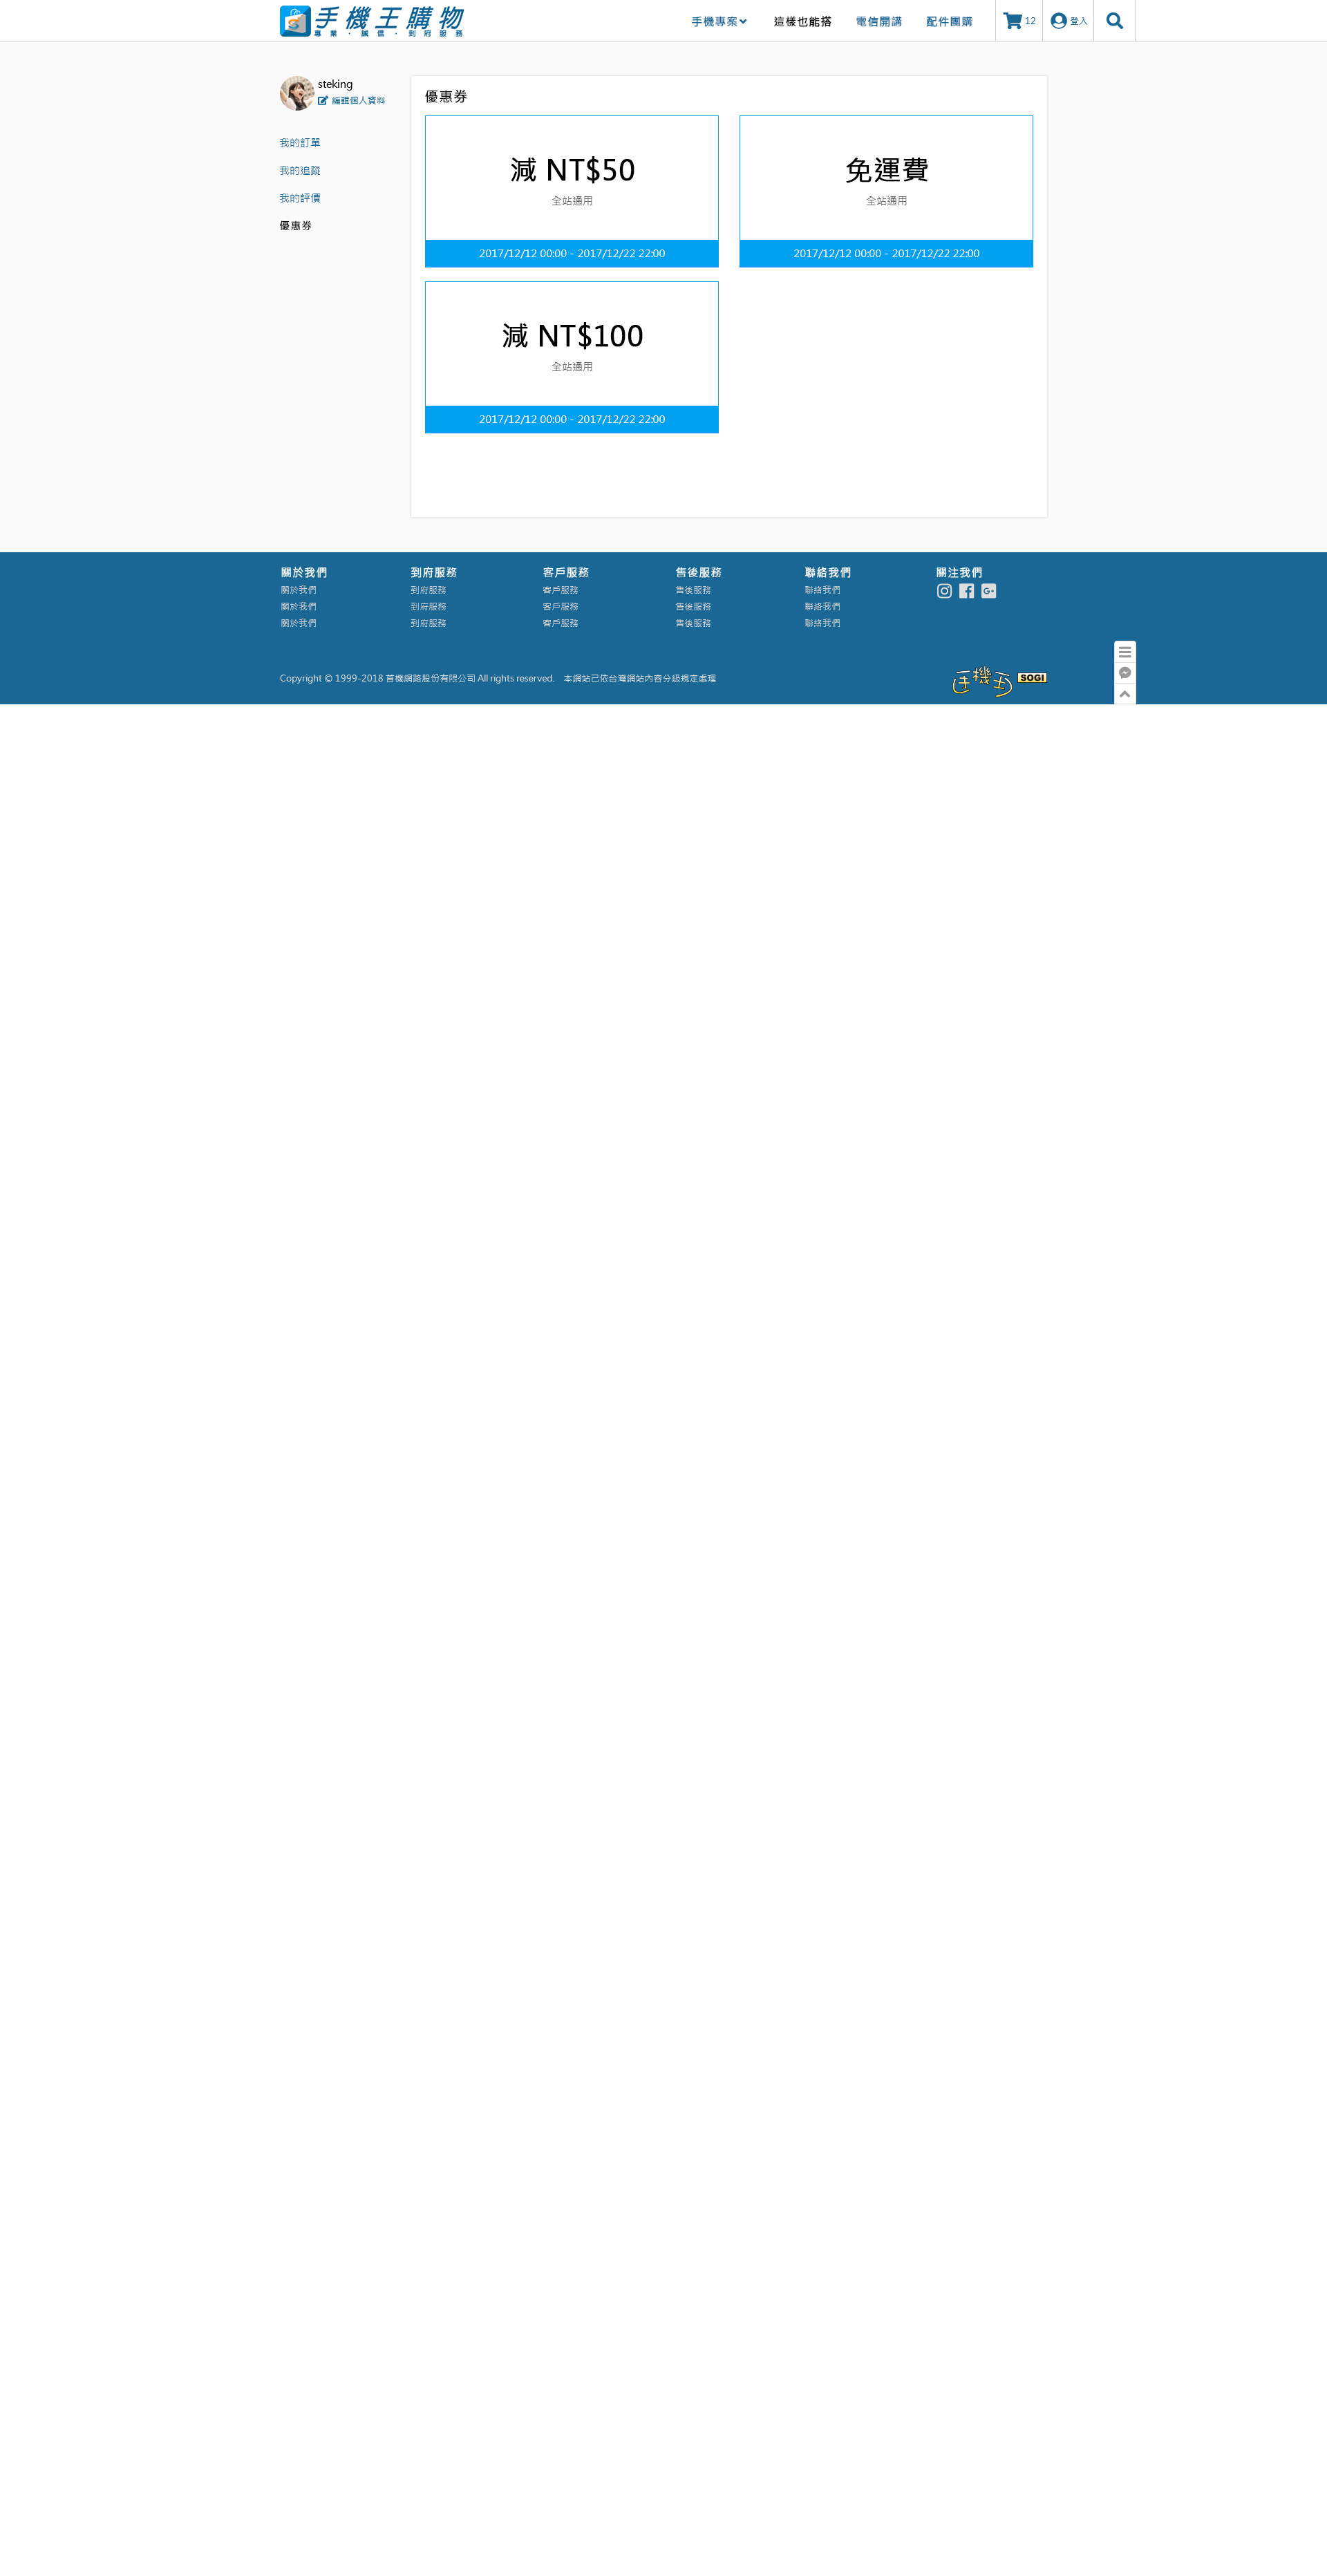 手機王購物
專業．誠信．到府服務
手機專案
這樣也能搭
電信開講
配件團購
12
登入
steking
編輯個人資料
我的訂單
我的追蹤
我的評價
優惠券
優惠券
減 NT$50
全站通用
2017/12/12 00:00 - 2017/12/22 22:00
免運費
全站通用
2017/12/12 00:00 - 2017/12/22 22:00
減 NT$100
全站通用
2017/12/12 00:00 - 2017/12/22 22:00
關於我們
關於我們
關於我們
關於我們
到府服務
到府服務
到府服務
到府服務
客戶服務
客戶服務
客戶服務
客戶服務
售後服務
售後服務
售後服務
售後服務
聯絡我們
聯絡我們
聯絡我們
聯絡我們
關注我們
Copyright © 1999-2018 首機網路股份有限公司 All rights reserved. 本網站已依台灣網站內容分級規定處理
手機王
SOGI